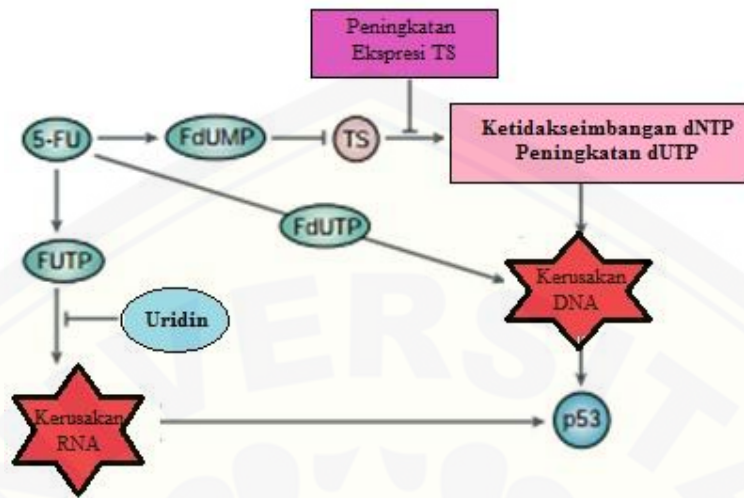 Peningkatan
Ekspresi TS
5-FU
FdUMP
TS
Ketidakseimbangan dNTP
Peningkatan dUTP
FdUTP
FUTP
Kerusakan
DNA
Uridin
Kerusakan
RNA
p53
VERSIT